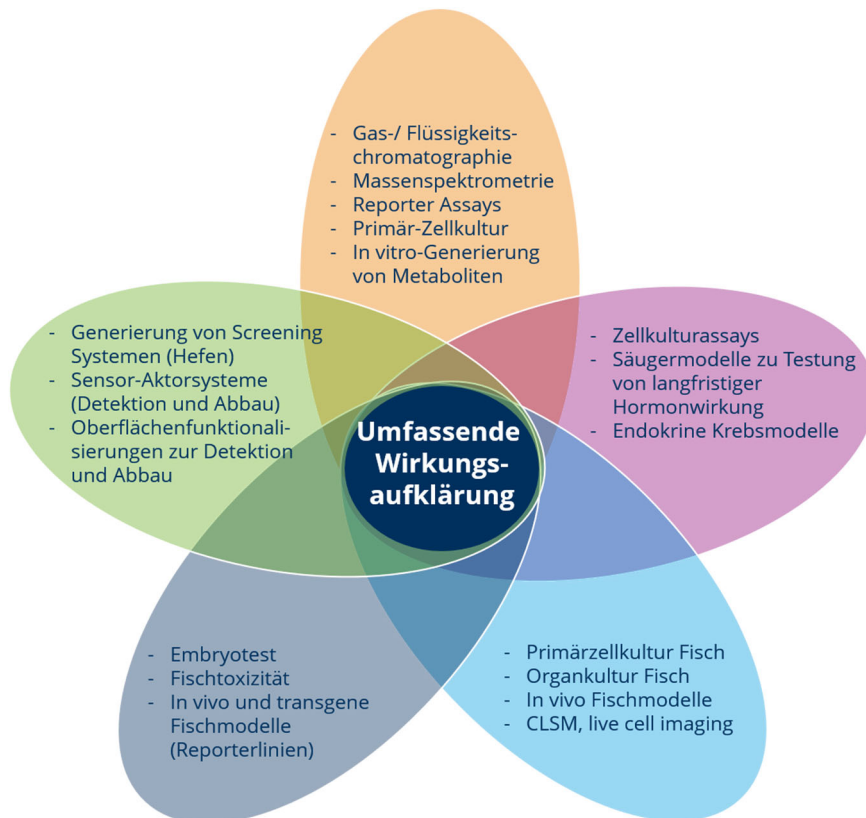 - Gas-/ Flüssigkeits-
chromatographie
- Massenspektrometrie
- Reporter Assays
- Primär-Zellkultur
- In vitro-Generierung
von Metaboliten
- Generierung von Screening
Systemen (Hefen)
- Sensor-Aktorsysteme
(Detektion und Abbau)
- Oberflächenfunktionali-
sierungen zur Detektion
und Abbau
- Zellkulturassays
- Säugermodelle zu Testung
von langfristiger
Hormonwirkung
- Endokrine Krebsmodelle
Umfassende
Wirkungs-
aufklärung
- Embryotest
- Fischtoxizität
- In vivo und transgene
Fischmodelle
(Reporterlinien)
- Primärzellkultur Fisch
- Organkultur Fisch
- In vivo Fischmodelle
- CLSM, live cell imaging